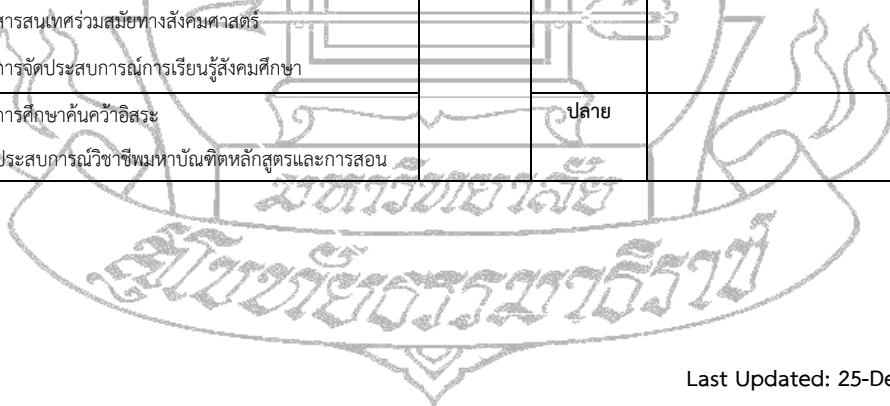 สารสนเทศร่วมสมัยทางสังคมศาสตร์
การจัดประสบการณ์การเรียนรู้สังคมศึกษา
การศึกษาค้นคว้าอิสระ
ปลาย
ประสบการณ์วิชาชีพมหาบัณฑิตหลักสูตรและการสอน
มหาวิทยาลัย
สุโขทัยธรรมาธิราช
Last Updated: 25-De